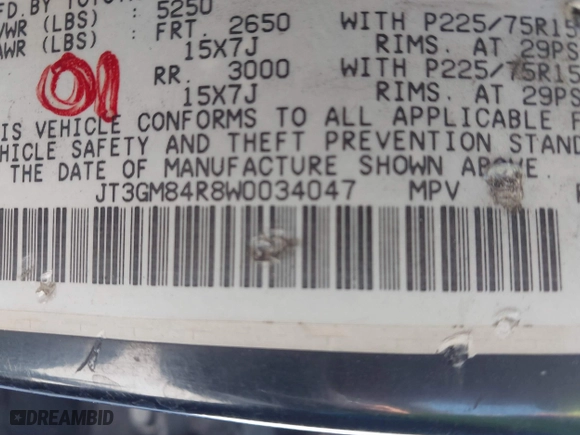 MFD. BY TOYOT
VWR (LBS) : 5250
AWR (LBS) : FRT. 2650 WITH P225/75R15
15X7J RIMS. AT 29PS
01
RR. 3000 WITH P225/75R15
15X7J RIMS. AT 29PS
IS VEHICLE CONFORMS TO ALL APPLICABLE F
HICLE SAFETY AND THEFT PREVENTION STAND
THE DATE OF MANUFACTURE SHOWN ABOVE.
JT3GM84R8W0034047 MPV
DREAMBID